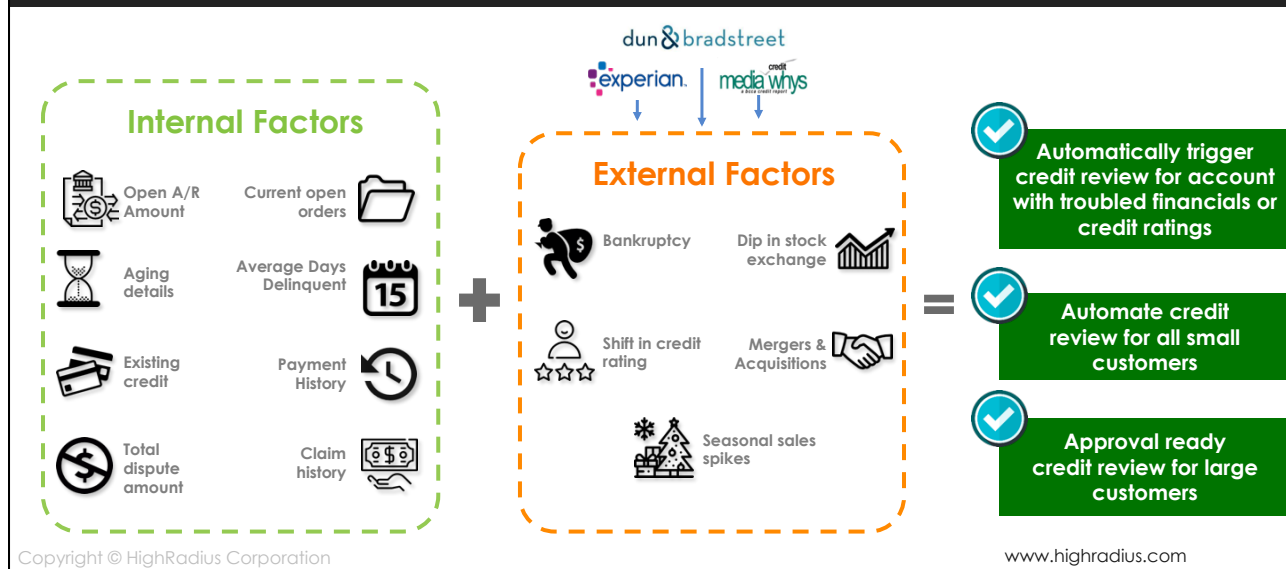 dun & bradstreet
experian.
credit
media whys
a bcca credit report
Internal Factors
Open A/R
Amount
Current open
orders
Aging
details
Average Days
Delinquent
15
Existing
credit
Payment
History
Total
dispute
amount
Claim
history
External Factors
Bankruptcy
Dip in stock
exchange
Shift in credit
rating
Mergers &
Acquisitions
Seasonal sales
spikes
Automatically trigger
credit review for account
with troubled financials or
credit ratings
Automate credit
review for all small
customers
Approval ready
credit review for large
customers
Copyright © HighRadius Corporation
www.highradius.com